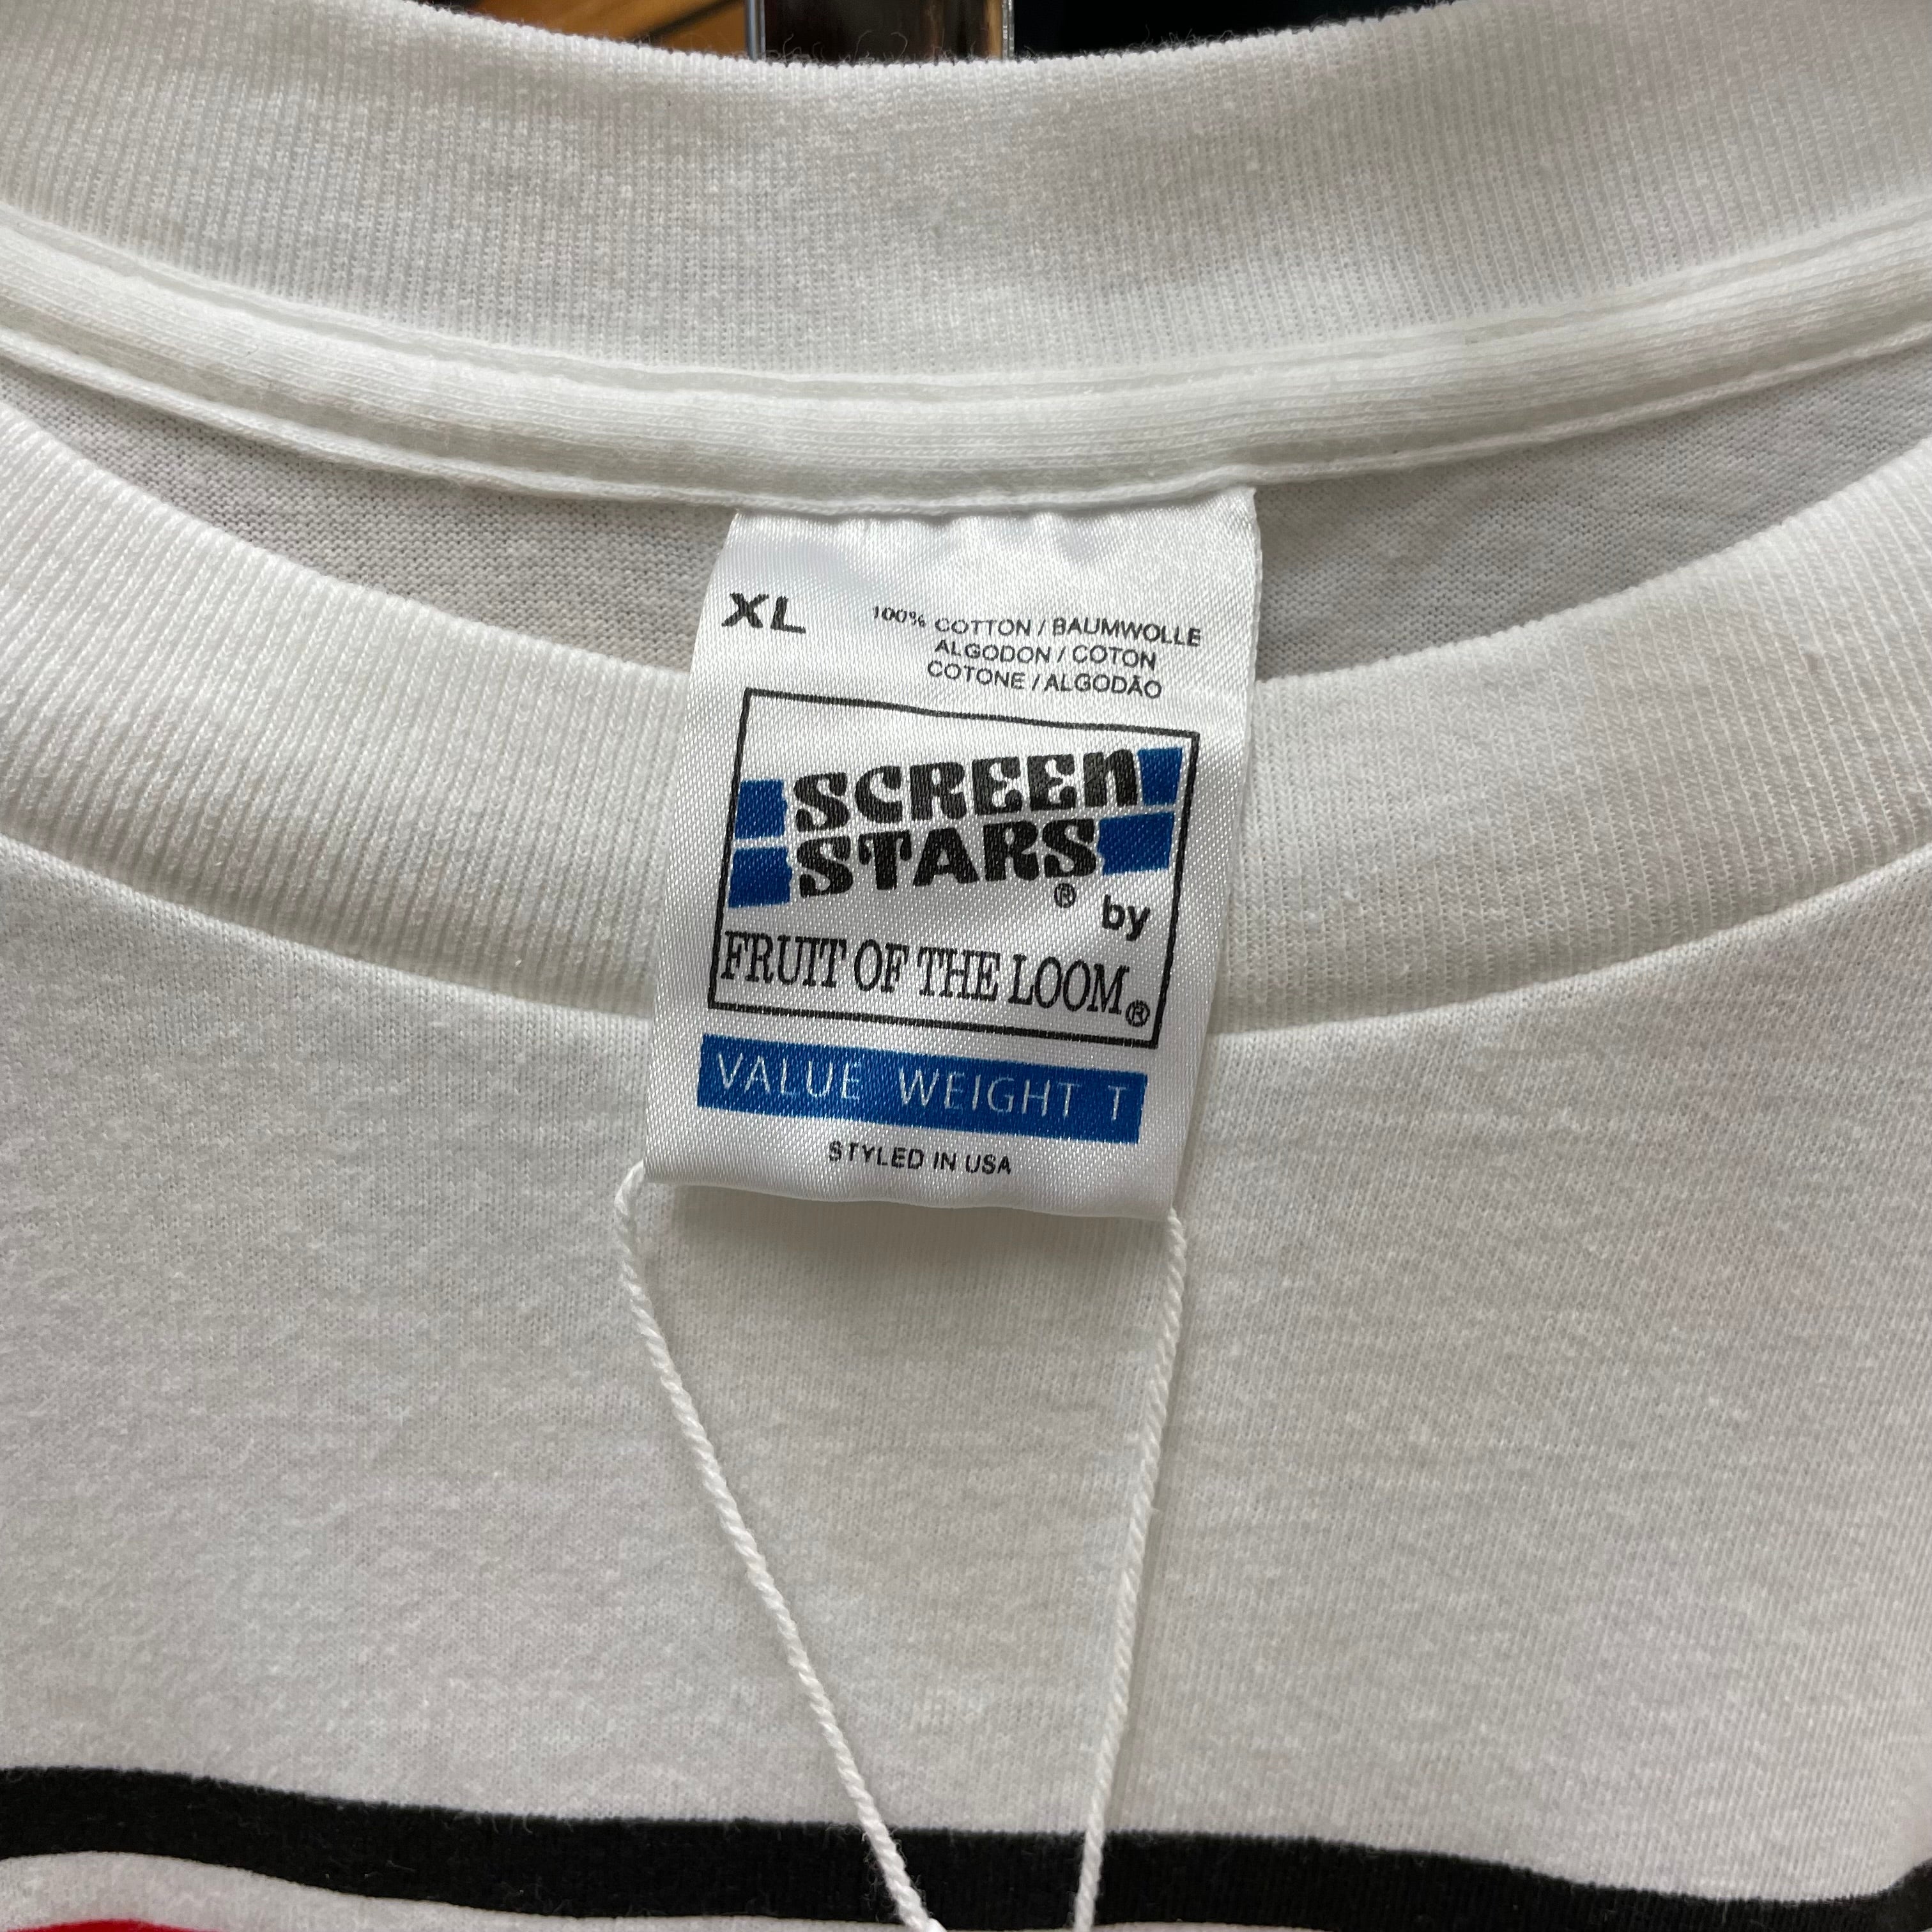 XL
100% COTTON / BAUMWOLLE
ALGODON / COTON
COTONE / ALGODÃO
SCREEN
STARS® by
FRUIT OF THE LOOM®
VALUE WEIGHT T
STYLED IN USA